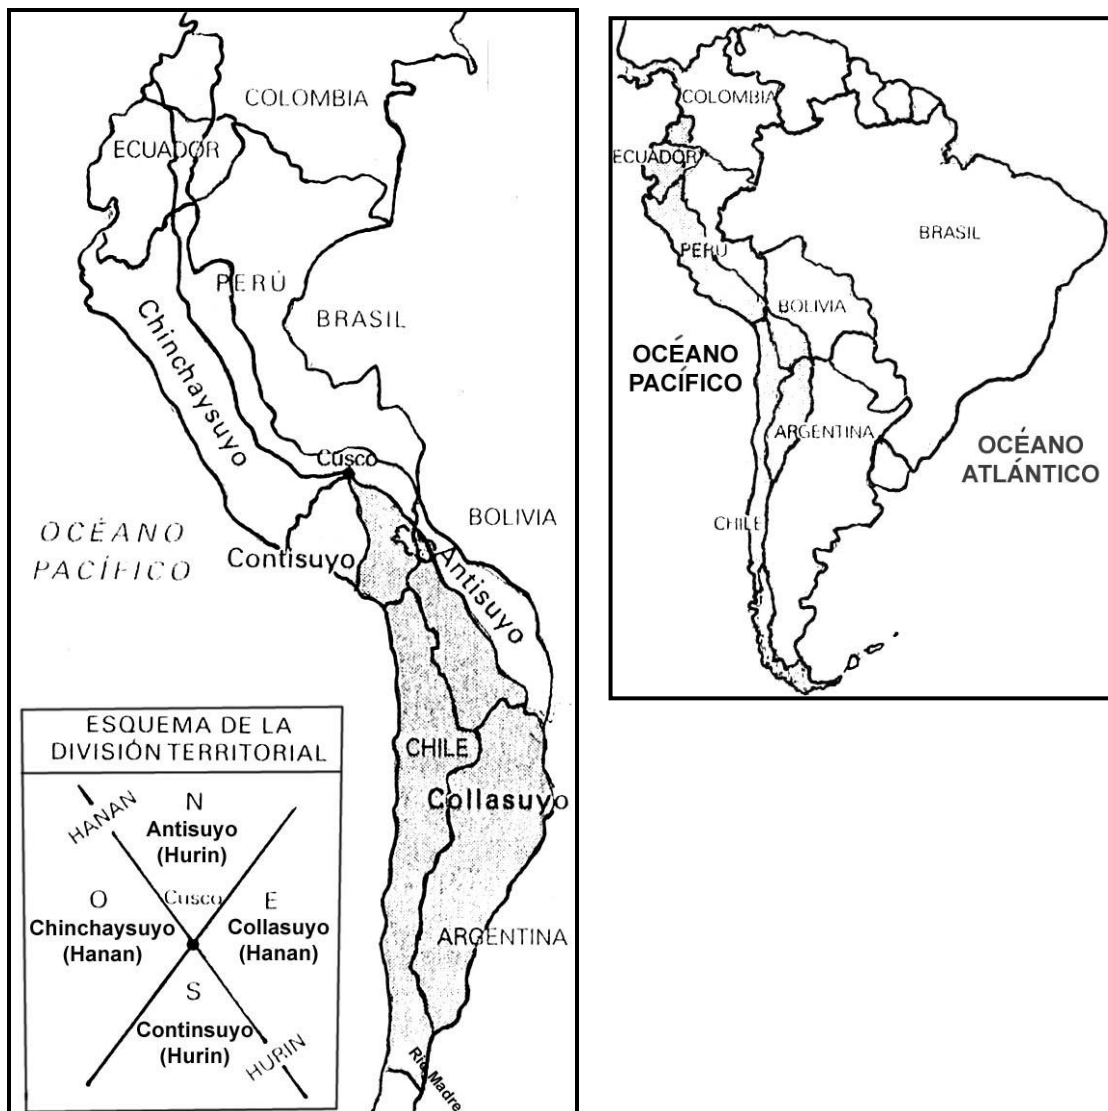 COLOMBIA
ECUADOR
PERÚ
BRASIL
Chinchaysuyo
Cusco
OCÉANO
PACÍFICO
Contisuyo
BOLIVIA
Antisuyo
CHILE
Collasuyo
ARGENTINA
Río Madre
ESQUEMA DE LA
DIVISIÓN TERRITORIAL
HANAN
N
Antisuyo
(Hurin)
Cusco
O
Chinchaysuyo
(Hanan)
E
Collasuyo
(Hanan)
S
Continsuyo
(Hurin)
HURIN
COLOMBIA
ECUADOR
PERÚ
BRASIL
BOLIVIA
OCÉANO
PACÍFICO
ARGENTINA
OCÉANO
ATLÁNTICO
CHILE